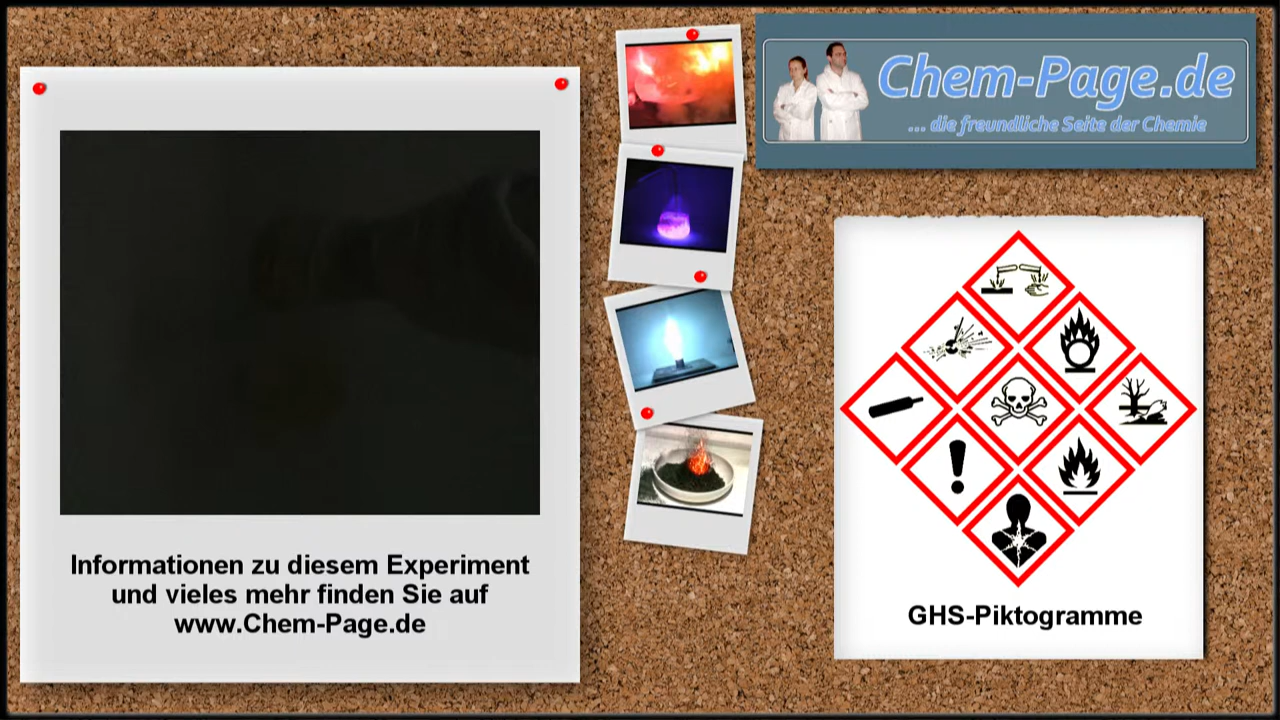 Chem-Page.de
... die freundliche Seite der Chemie
Informationen zu diesem Experiment
und vieles mehr finden Sie auf
www.Chem-Page.de
GHS-Piktogramme